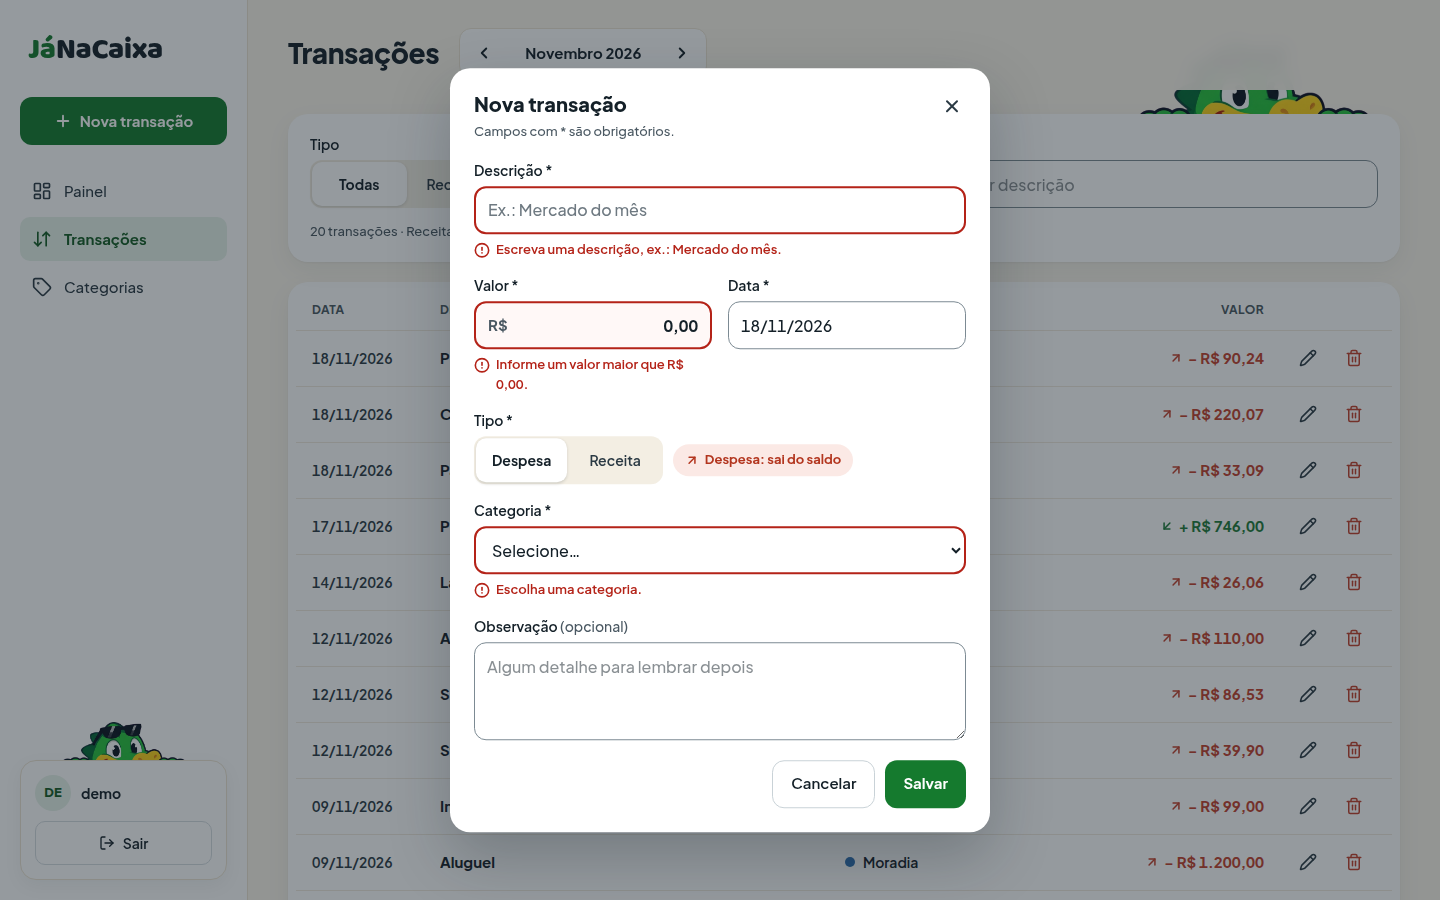 JáNaCaixa
Nova transação
Painel
Transações
Categorias
DE
demo
Sair
Transações
Novembro 2026
Tipo
Todas
20 transações
descrição
DATA
VALOR
18/11/2026
– R$ 90,24
18/11/2026
– R$ 220,07
18/11/2026
– R$ 33,09
17/11/2026
+ R$ 746,00
14/11/2026
– R$ 26,06
12/11/2026
– R$ 110,00
12/11/2026
– R$ 86,53
12/11/2026
– R$ 39,90
09/11/2026
– R$ 99,00
09/11/2026
Aluguel
Moradia
– R$ 1.200,00
Nova transação
Campos com * são obrigatórios.
Descrição *
Ex.: Mercado do mês
Escreva uma descrição, ex.: Mercado do mês.
Valor *
Data *
R$ 0,00
18/11/2026
Informe um valor maior que R$
0,00.
Tipo *
Despesa
Receita
Despesa: sai do saldo
Categoria *
Selecione…
Escolha uma categoria.
Observação (opcional)
Algum detalhe para lembrar depois
Cancelar
Salvar